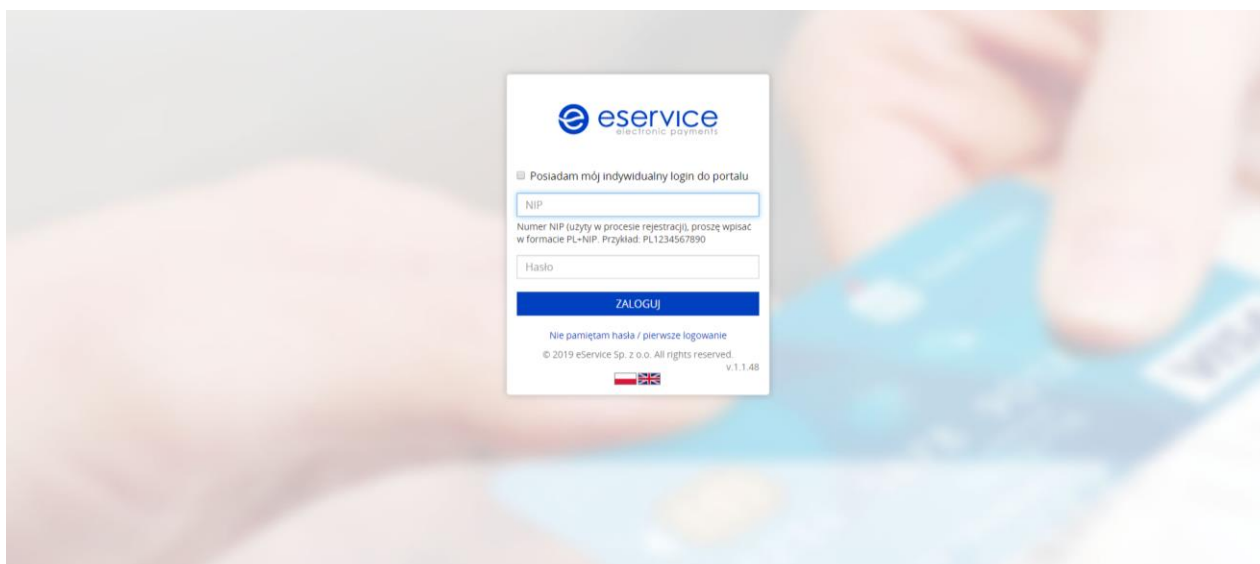 eservice
electronic payments
Posiadam mój indywidualny login do portalu
NIP
Numer NIP (użyty w procesie rejestracji), proszę wpisać
w formacie PL+NIP. Przykład: PL1234567890
Hasło
ZALOGUJ
Nie pamiętam hasła / pierwsze logowanie
© 2019 eService Sp. z o.o. All rights reserved.
v.1.1.48